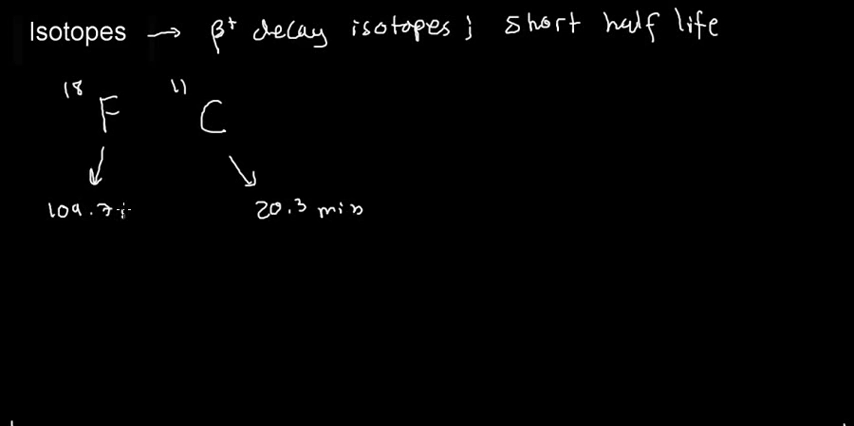 Isotopes → β⁺ decay isotopes; short half life
¹⁸F ¹¹C
109.7 20.3 min